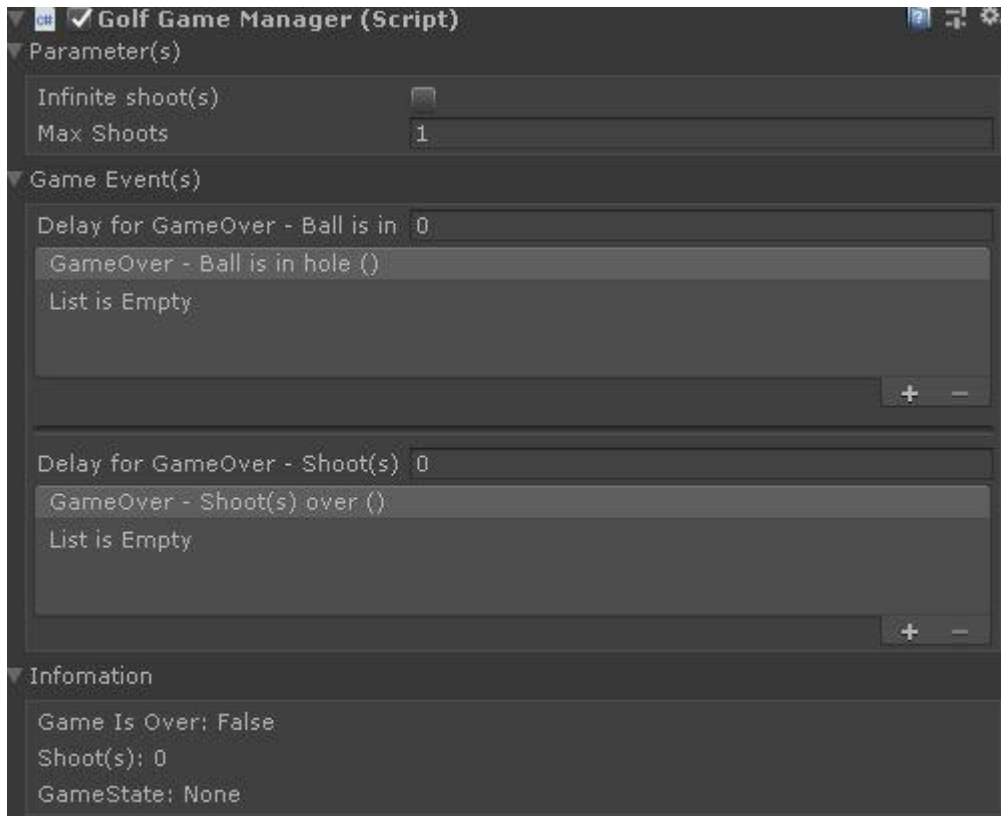 Golf Game Manager (Script)
Parameter(s)
Infinite shoot(s)
Max Shoots 1
Game Event(s)
Delay for GameOver - Ball is in 0
GameOver - Ball is in hole ()
List is Empty
+ −
Delay for GameOver - Shoot(s) 0
GameOver - Shoot(s) over ()
List is Empty
+ −
Infomation
Game Is Over: False
Shoot(s): 0
GameState: None